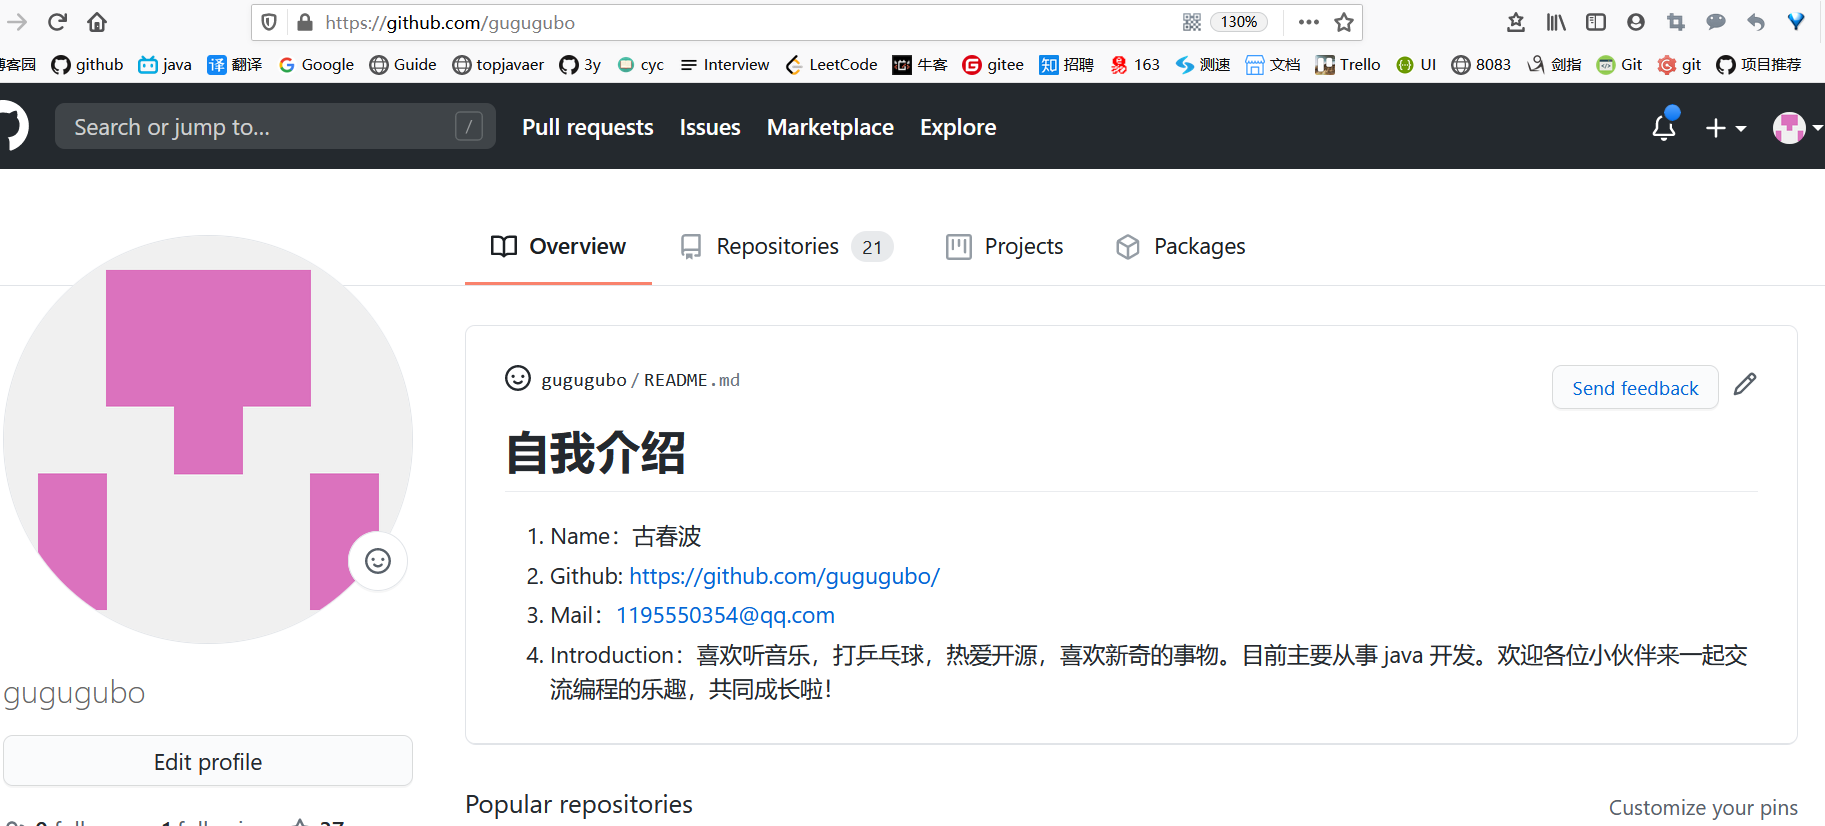 https://github.com/gugugubo
130%
博客园 github java 译 翻译 Google Guide topjavaer 3y cyc Interview LeetCode 牛客 gitee 知 招聘 易 163 测速 文档 Trello UI 8083 剑指 Git git 项目推荐
Search or jump to... / Pull requests Issues Marketplace Explore
Overview Repositories 21 Projects Packages
gugugubo / README.md
Send feedback
自我介绍
1. Name：古春波
2. Github: https://github.com/gugugubo/
3. Mail：1195550354@qq.com
4. Introduction：喜欢听音乐，打乒乓球，热爱开源，喜欢新奇的事物。目前主要从事 java 开发。欢迎各位小伙伴来一起交
流编程的乐趣，共同成长啦！
gugugubo
Edit profile
Popular repositories
Customize your pins